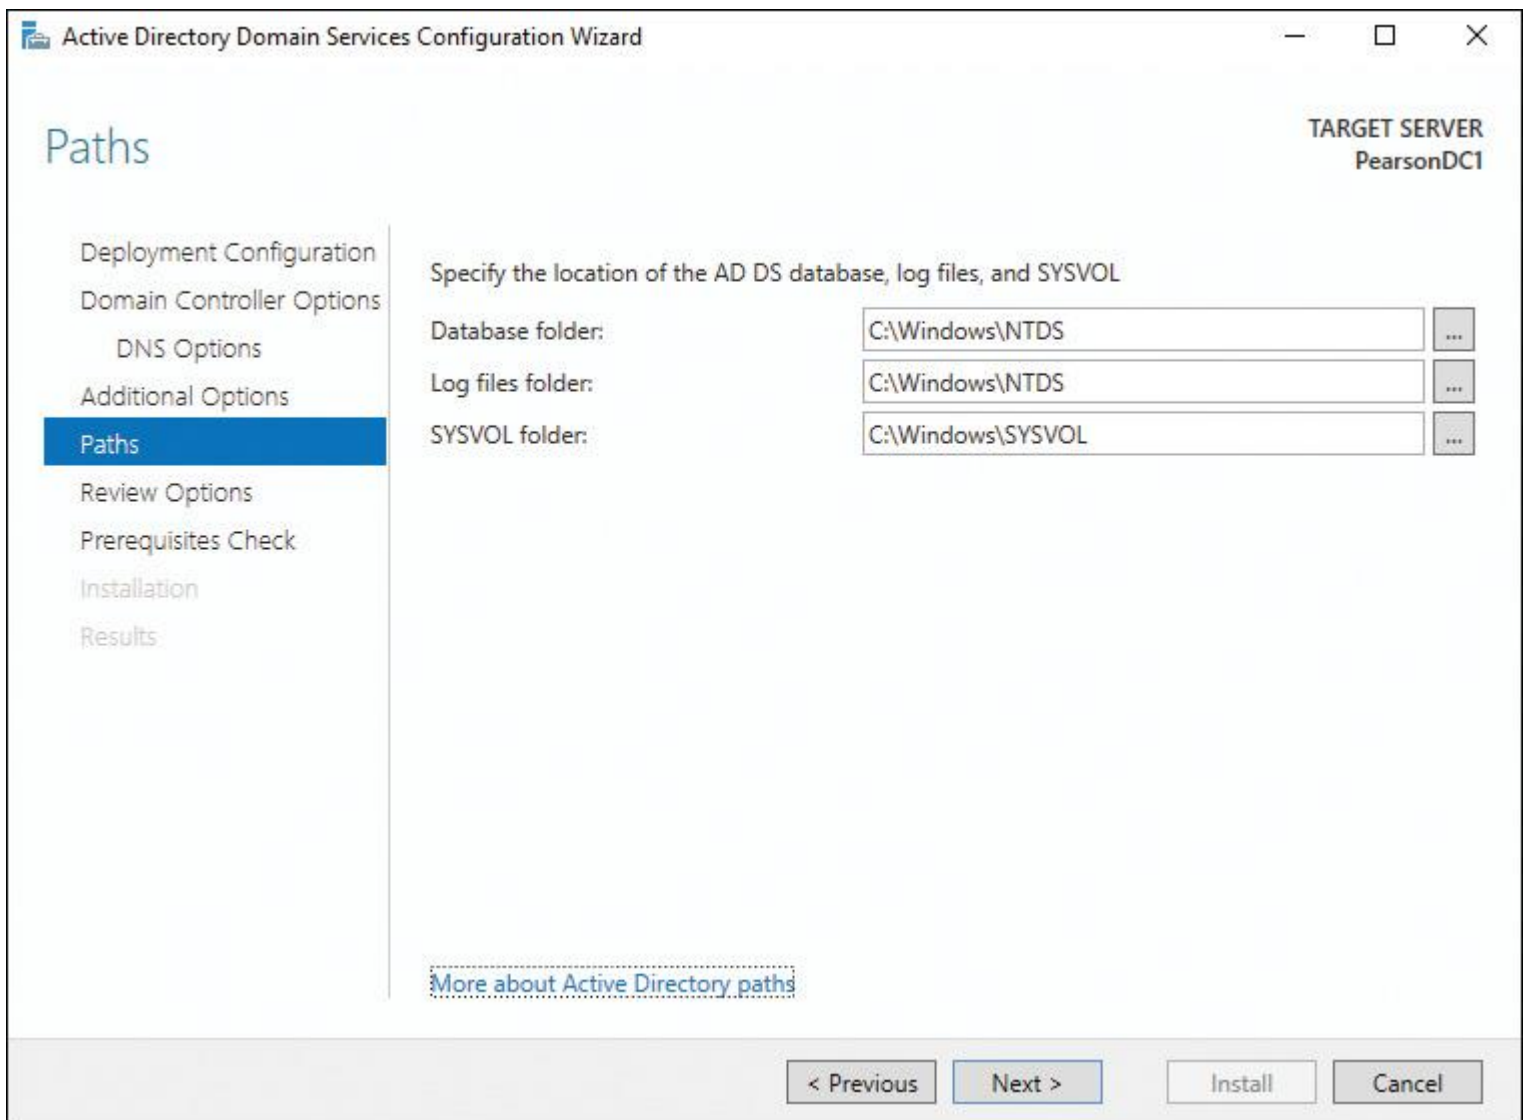 Active Directory Domain Services Configuration Wizard
Paths
TARGET SERVER
PearsonDC1
Deployment Configuration
Domain Controller Options
DNS Options
Additional Options
Paths
Review Options
Prerequisites Check
Installation
Results
Specify the location of the AD DS database, log files, and SYSVOL
Database folder: C:\Windows\NTDS ...
Log files folder: C:\Windows\NTDS ...
SYSVOL folder: C:\Windows\SYSVOL ...
More about Active Directory paths
< Previous Next > Install Cancel